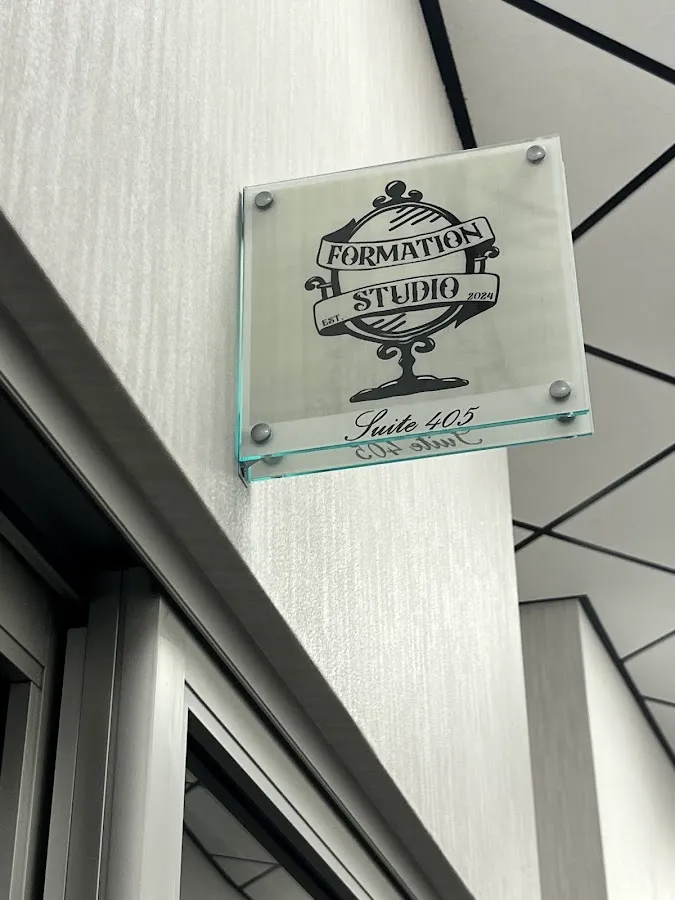 FORMATION
STUDIO
EST. 2024
Suite 405